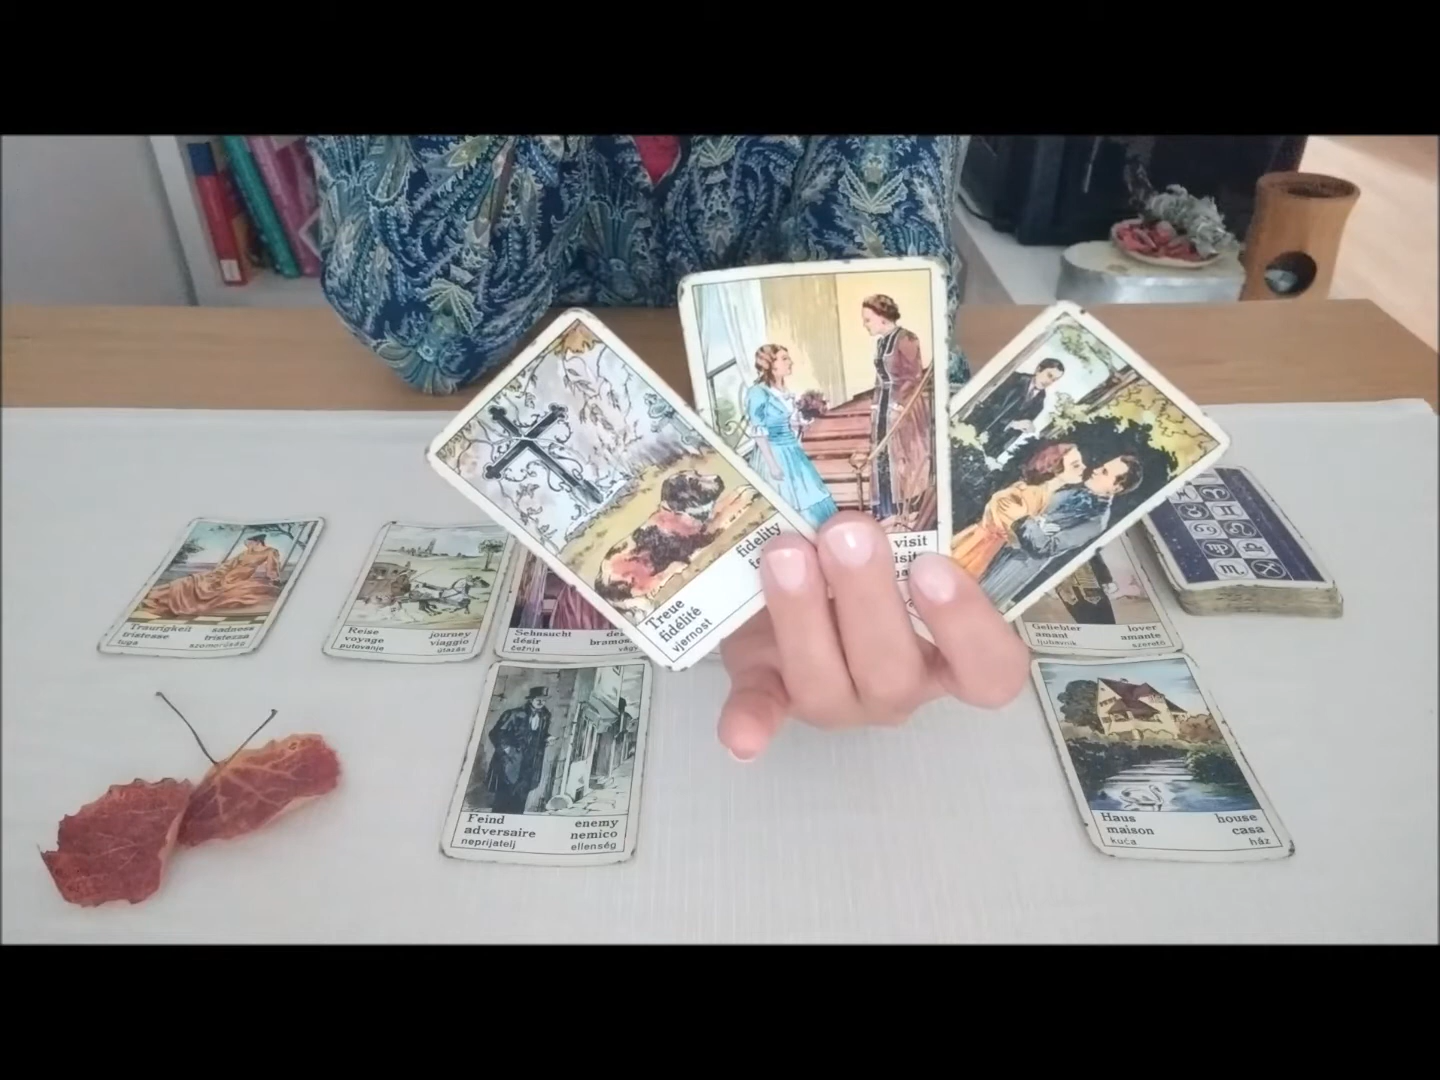 Treue fidelity
fidélité
vjernost
visit
Traurigkeit sadness
tristesse tristezza
tuga szomorúság
Reise journey
voyage viaggio
putovanje útazás
Sehnsucht
désir
čežnja
Geliebter lover
amant amante
ljubavnik szerető
Feind enemy
adversaire nemico
neprijatelj ellenség
Haus house
maison casa
kuća ház